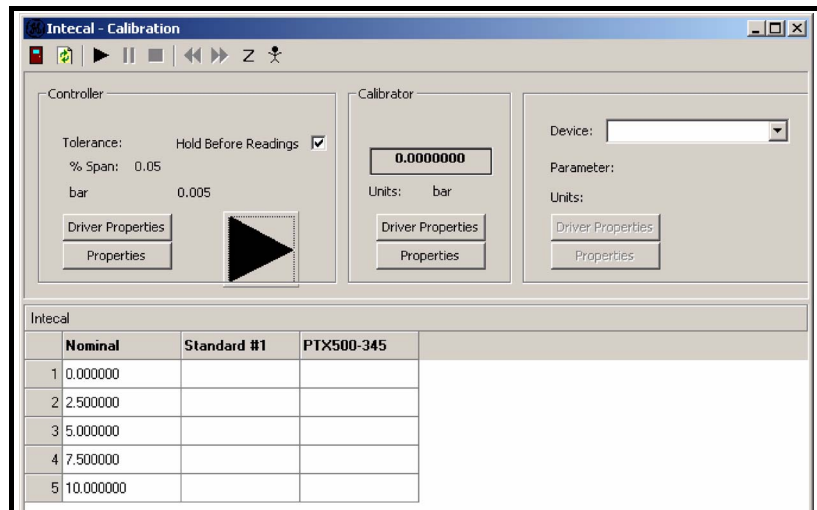 Intecal - Calibration
Z
Controller
Tolerance:
Hold Before Readings
% Span: 0.05
bar 0.005
Driver Properties
Properties
Calibrator
0.0000000
Units: bar
Driver Properties
Properties
Device:
Parameter:
Units:
Driver Properties
Properties
Intecal
Nominal Standard #1 PTX500-345
1 0.000000
2 2.500000
3 5.000000
4 7.500000
5 10.000000